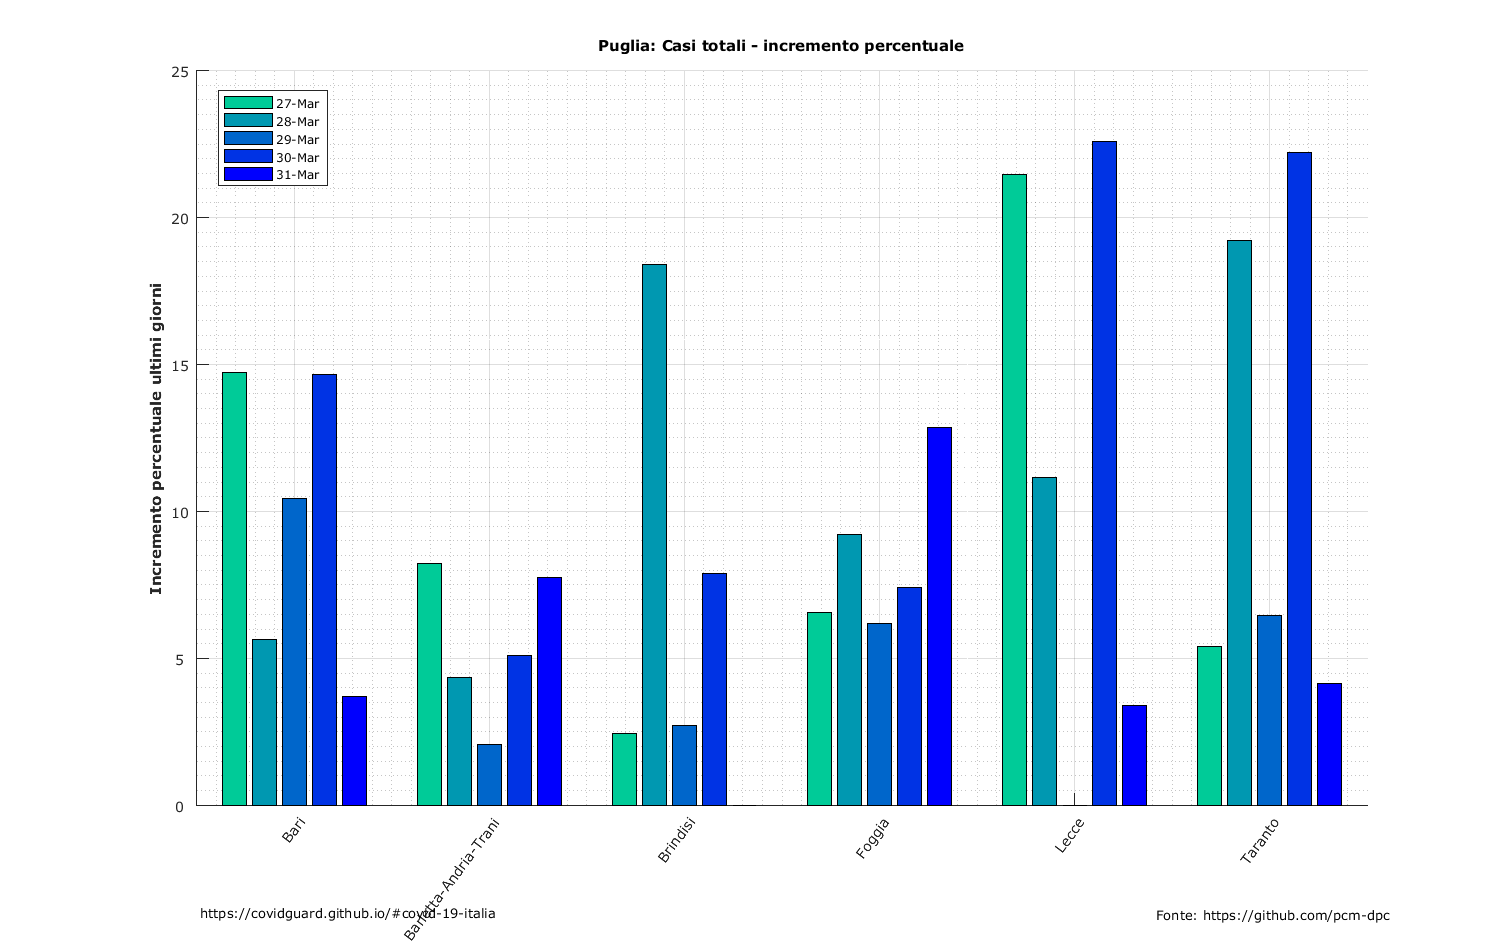 Puglia: Casi totali - incremento percentuale
25
20
15
10
5
0
Incremento percentuale ultimi giorni
27-Mar
28-Mar
29-Mar
30-Mar
31-Mar
Bari
Barletta-Andria-Trani
Brindisi
Foggia
Lecce
Taranto
https://covidguard.github.io/#covid-19-italia
Fonte: https://github.com/pcm-dpc